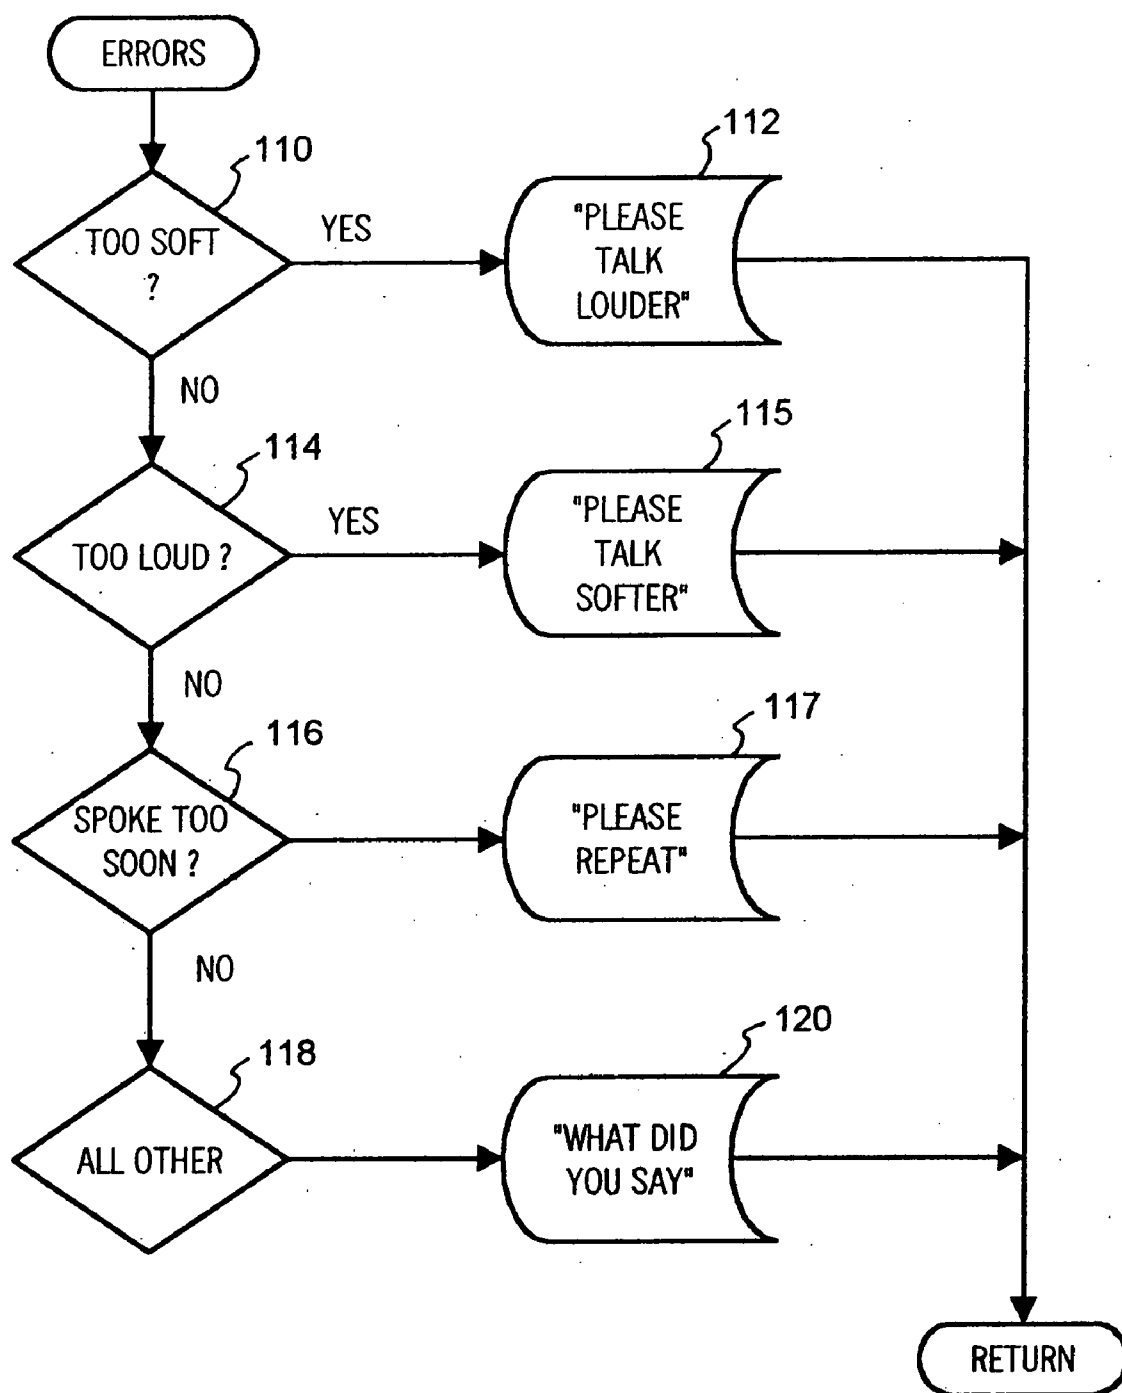 ERRORS
110
TOO SOFT
?
YES
112
"PLEASE
TALK
LOUDER"
NO
114
TOO LOUD ?
YES
115
"PLEASE
TALK
SOFTER"
NO
116
SPOKE TOO
SOON ?
117
"PLEASE
REPEAT"
NO
118
ALL OTHER
120
"WHAT DID
YOU SAY"
RETURN